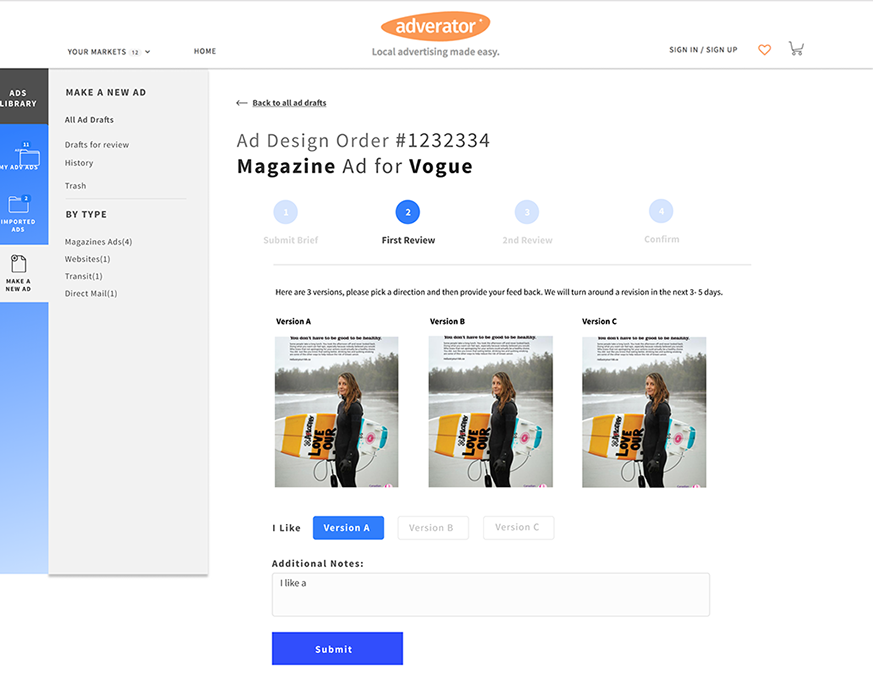 adverator
Local advertising made easy.
YOUR MARKETS 12
HOME
SIGN IN / SIGN UP
ADS
LIBRARY
11
MY ADV ADS
2
IMPORTED
ADS
MAKE A
NEW AD
MAKE A NEW AD
All Ad Drafts
Drafts for review
History
Trash
BY TYPE
Magazines Ads(4)
Websites(1)
Transit(1)
Direct Mail(1)
← Back to all ad drafts
Ad Design Order #1232334
Magazine Ad for Vogue
1
Submit Brief
2
First Review
3
2nd Review
4
Confirm
Here are 3 versions, please pick a direction and then provide your feed back. We will turn around a revision in the next 3- 5 days.
Version A
You don't have to be good to be healthy.
LOVE
OUR
Version B
You don't have to be good to be healthy.
LOVE
OUR
Version C
You don't have to be good to be healthy.
LOVE
OUR
I Like
Version A
Version B
Version C
Additional Notes:
I like a
Submit